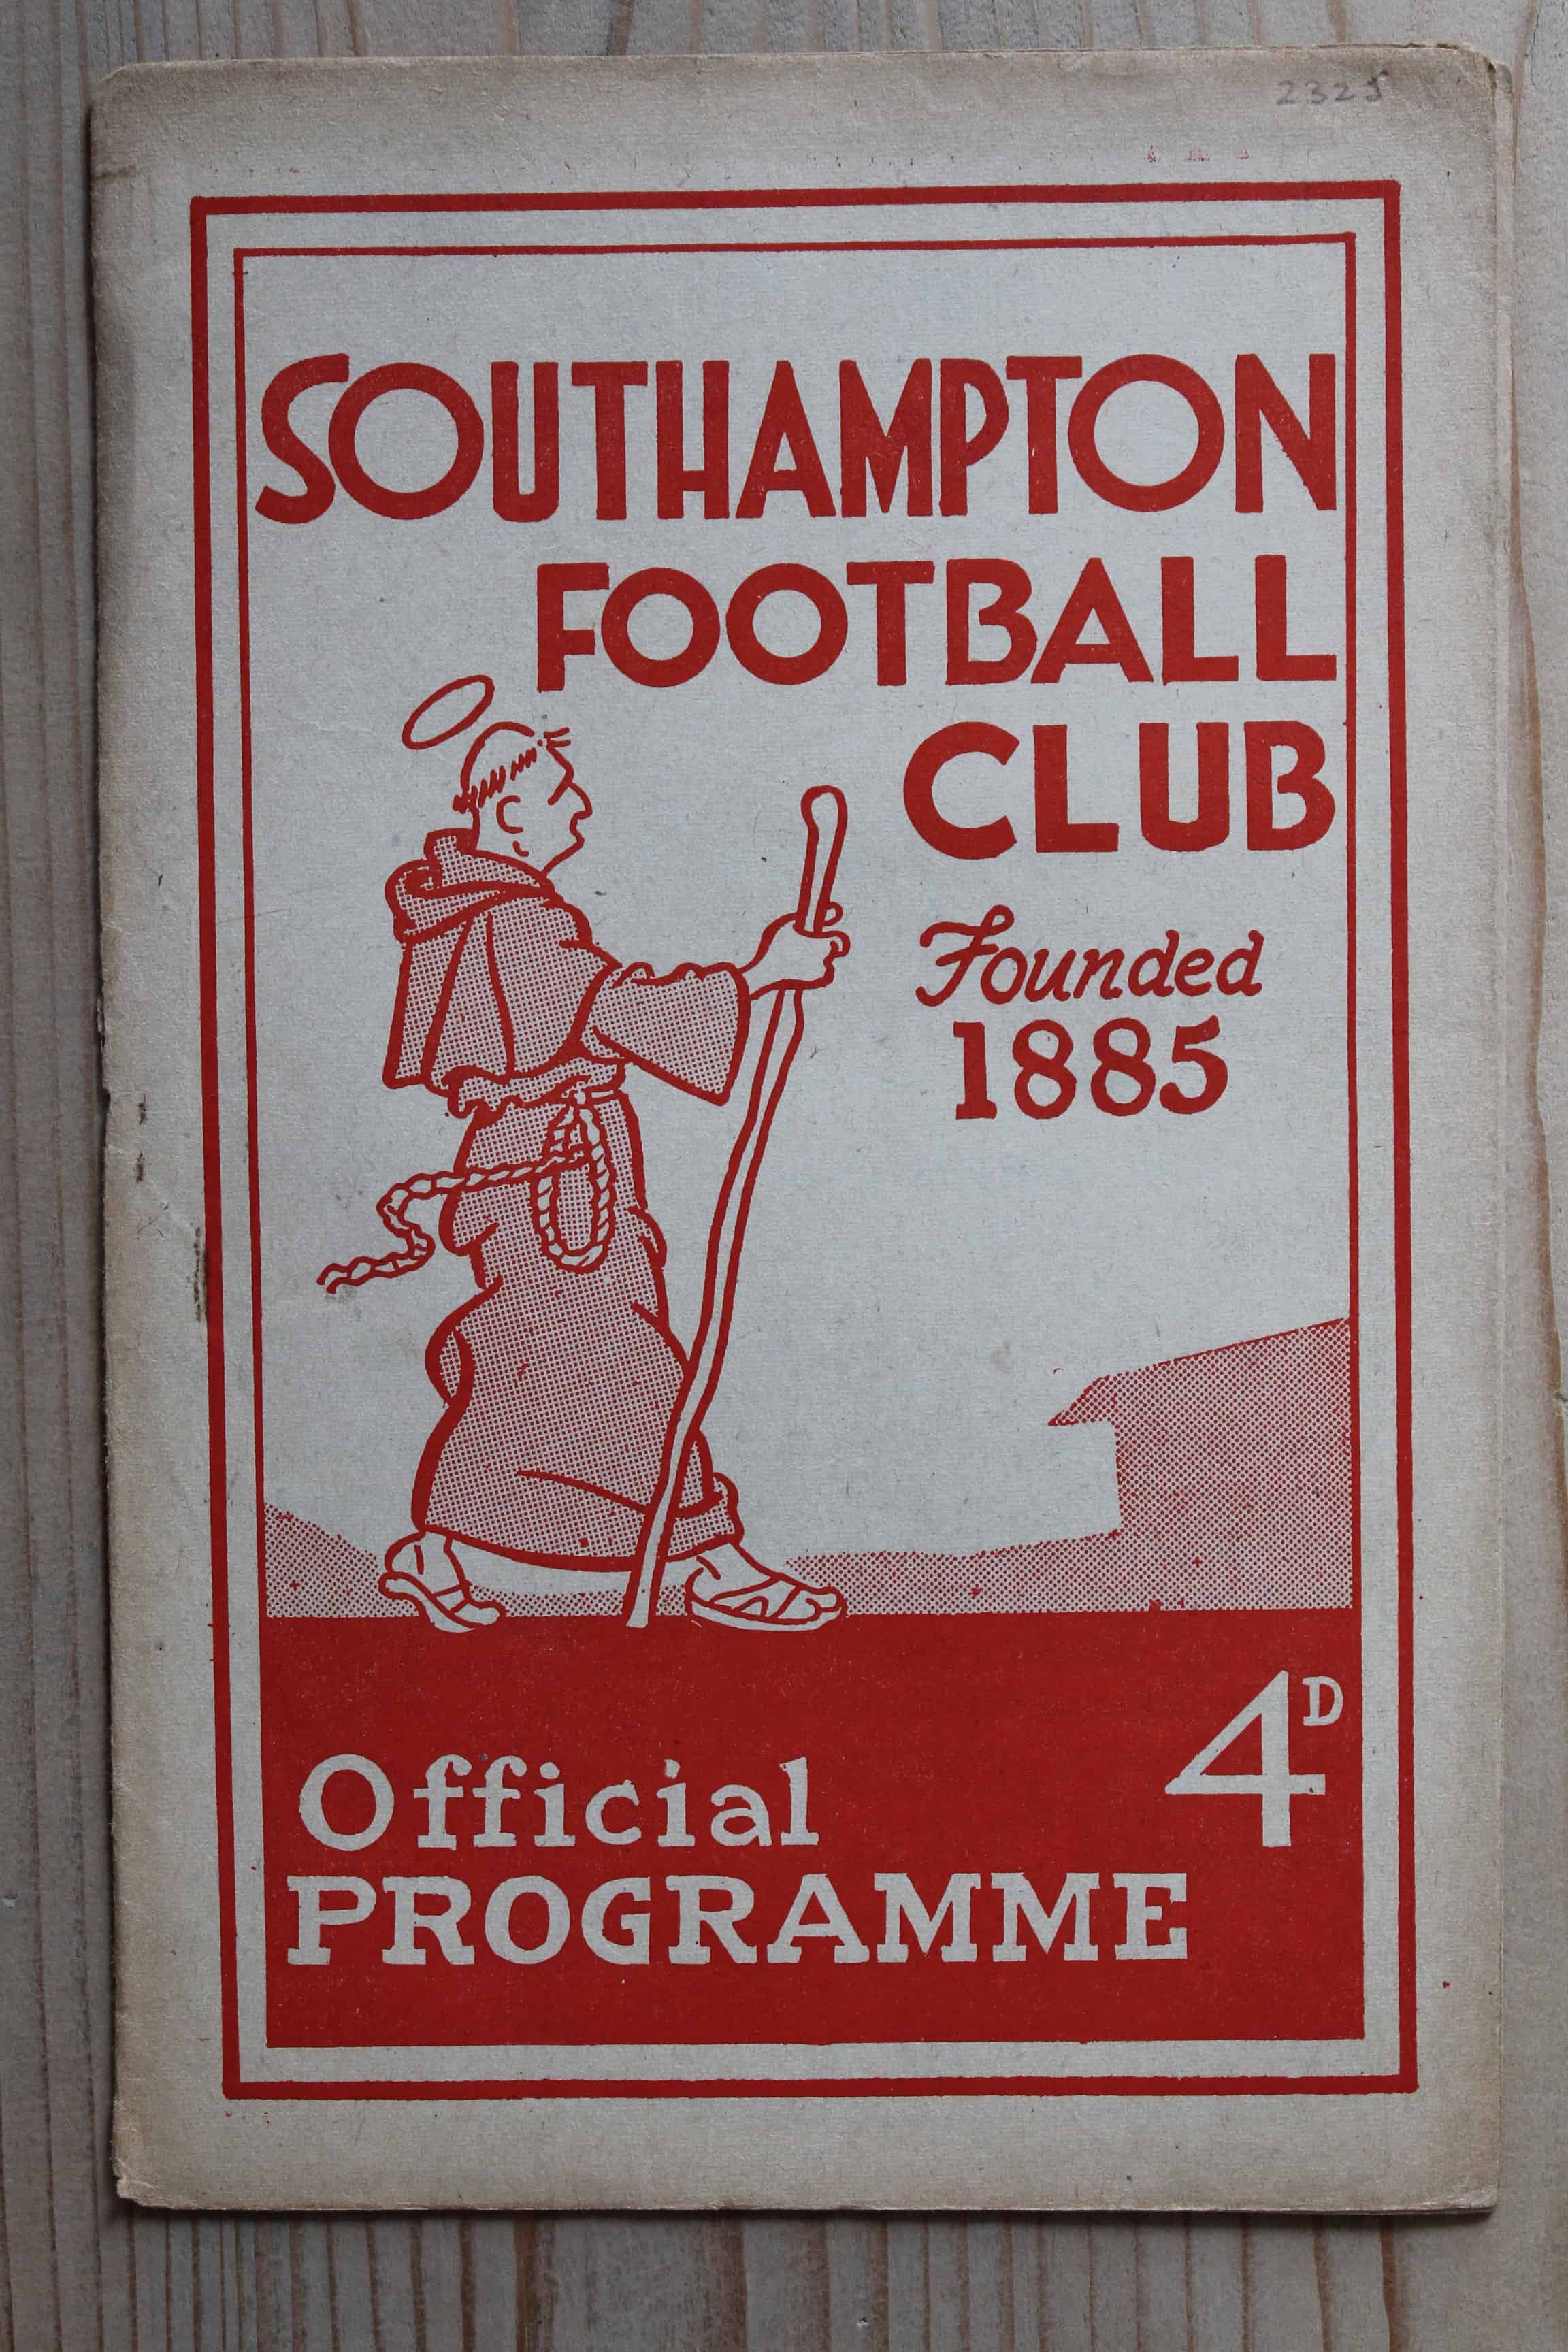 2325
SOUTHAMPTON
FOOTBALL
CLUB
Founded
1885
4D
Official
PROGRAMME